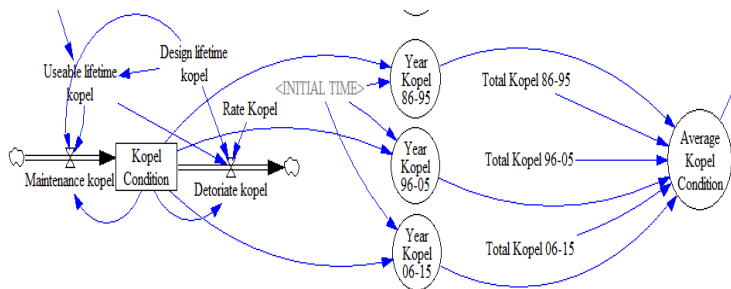 Design lifetime
kopel
Useable lifetime
kopel
<INITIAL TIME>
Rate Kopel
Kopel
Condition
Maintenance kopel
Detoriate kopel
Year
Kopel
86-95
Year
Kopel
96-05
Year
Kopel
06-15
Total Kopel 86-95
Total Kopel 96-05
Total Kopel 06-15
Average
Kopel
Condition